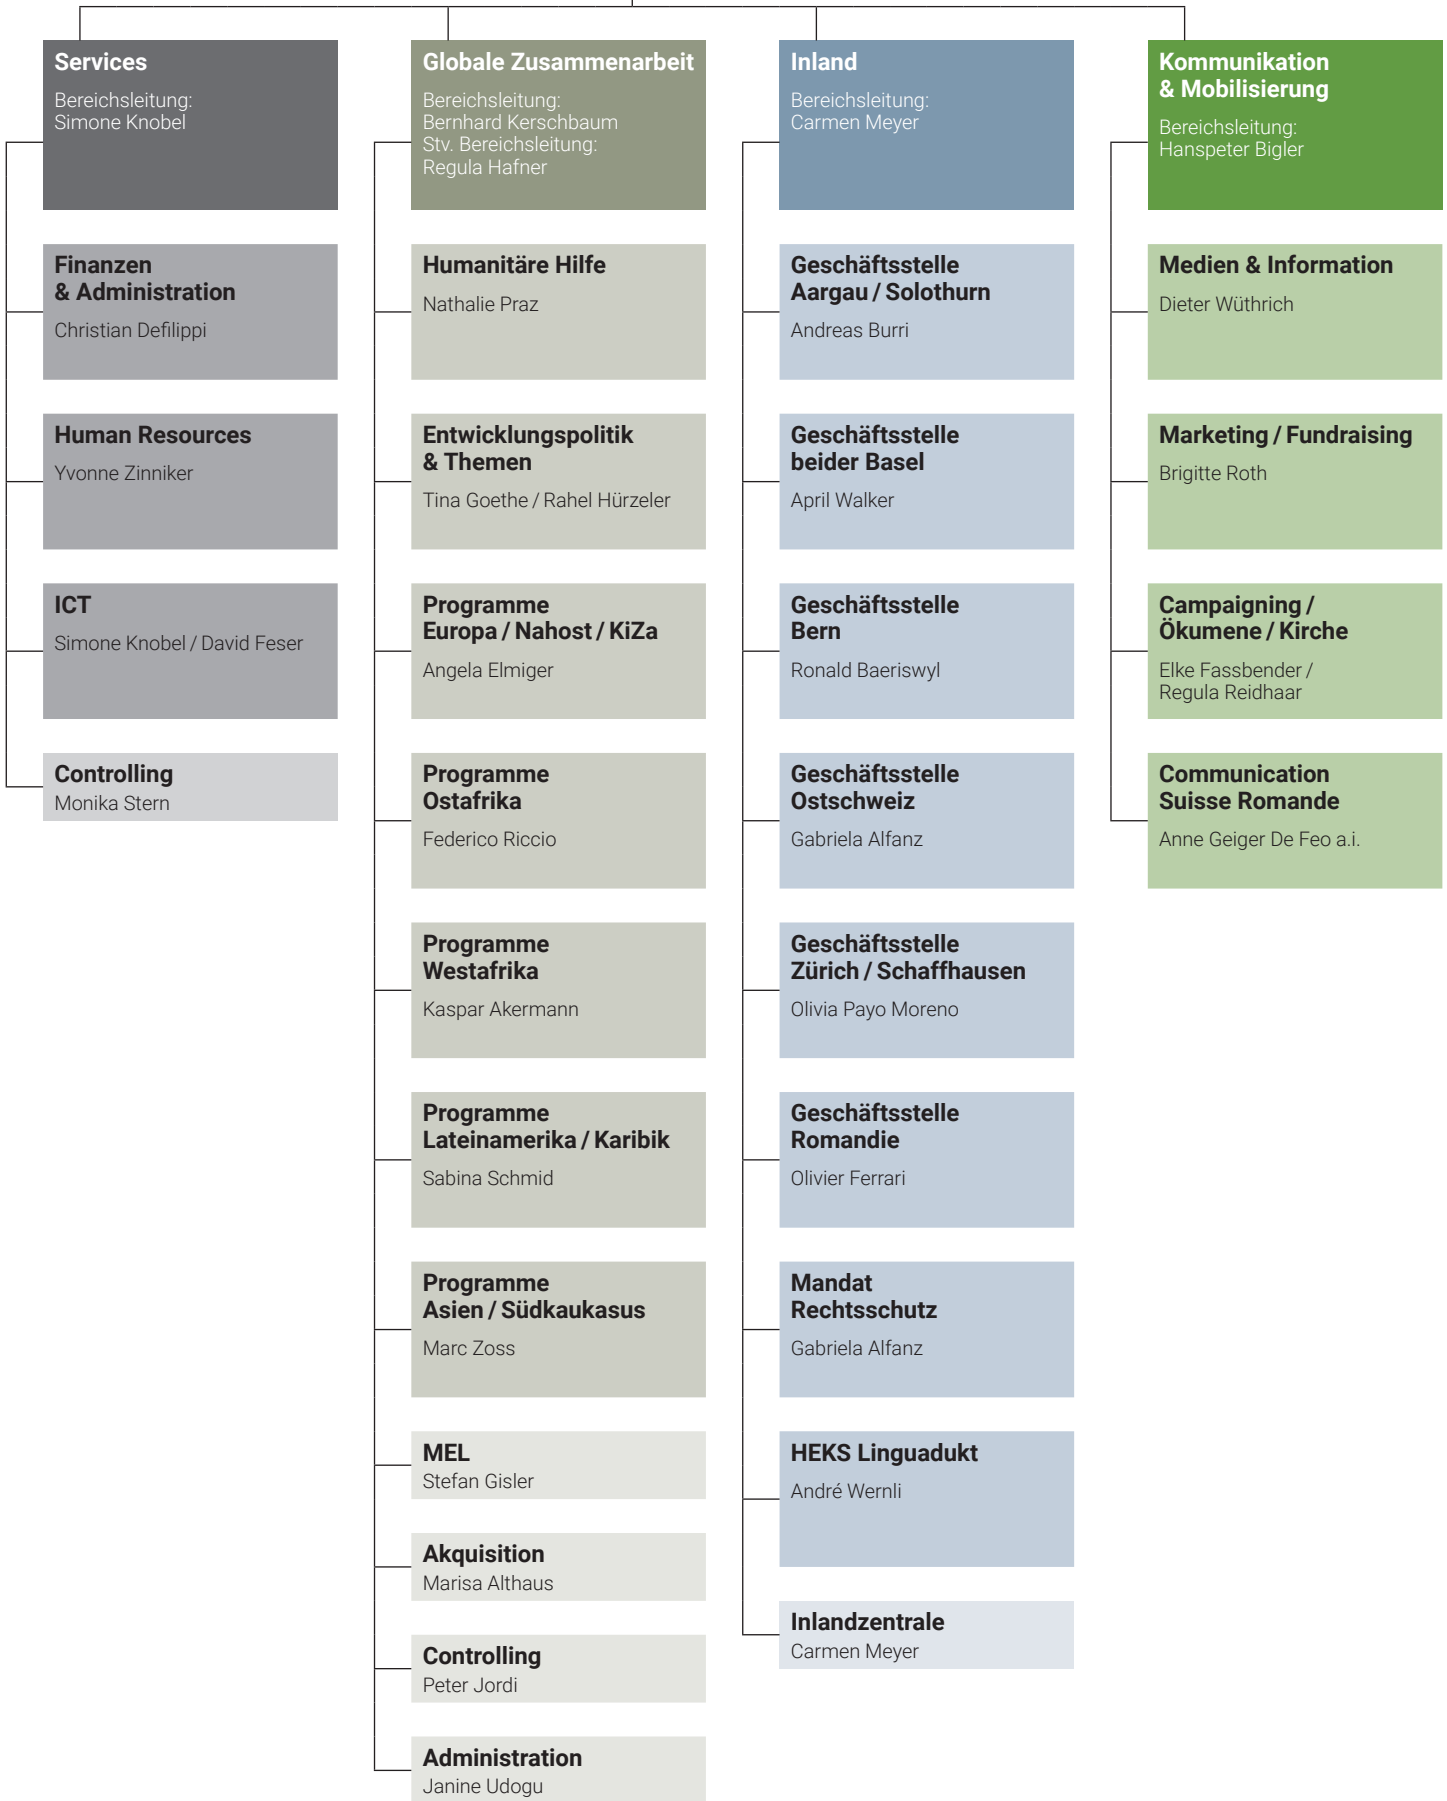 Services
Bereichsleitung:
Simone Knobel
Finanzen
& Administration
Christian Defilippi
Human Resources
Yvonne Zinniker
ICT
Simone Knobel / David Feser
Controlling
Monika Stern
Globale Zusammenarbeit
Bereichsleitung:
Bernhard Kerschbaum
Stv. Bereichsleitung:
Regula Hafner
Humanitäre Hilfe
Nathalie Praz
Entwicklungspolitik
& Themen
Tina Goethe / Rahel Hürzeler
Programme
Europa / Nahost / KiZa
Angela Elmiger
Programme
Ostafrika
Federico Riccio
Programme
Westafrika
Kaspar Akermann
Programme
Lateinamerika / Karibik
Sabina Schmid
Programme
Asien / Südkaukasus
Marc Zoss
MEL
Stefan Gisler
Akquisition
Marisa Althaus
Controlling
Peter Jordi
Administration
Janine Udogu
Inland
Bereichsleitung:
Carmen Meyer
Geschäftsstelle
Aargau / Solothurn
Andreas Burri
Geschäftsstelle
beider Basel
April Walker
Geschäftsstelle
Bern
Ronald Baeriswyl
Geschäftsstelle
Ostschweiz
Gabriela Alfanz
Geschäftsstelle
Zürich / Schaffhausen
Olivia Payo Moreno
Geschäftsstelle
Romandie
Olivier Ferrari
Mandat
Rechtsschutz
Gabriela Alfanz
HEKS Linguadukt
André Wernli
Inlandzentrale
Carmen Meyer
Kommunikation
& Mobilisierung
Bereichsleitung:
Hanspeter Bigler
Medien & Information
Dieter Wüthrich
Marketing / Fundraising
Brigitte Roth
Campaigning /
Ökumene / Kirche
Elke Fassbender /
Regula Reidhaar
Communication
Suisse Romande
Anne Geiger De Feo a.i.